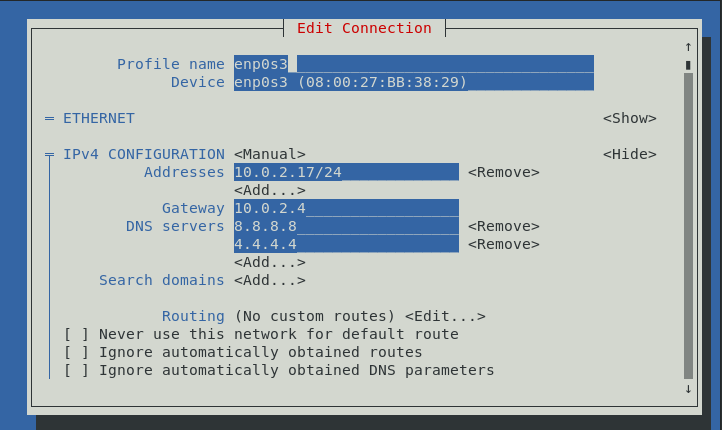 Edit Connection
Profile name enp0s3
Device enp0s3 (08:00:27:BB:38:29)
= ETHERNET <Show>
= IPv4 CONFIGURATION <Manual> <Hide>
Addresses 10.0.2.17/24 <Remove>
<Add...>
Gateway 10.0.2.4
DNS servers 8.8.8.8 <Remove>
4.4.4.4 <Remove>
<Add...>
Search domains <Add...>
Routing (No custom routes) <Edit...>
[ ] Never use this network for default route
[ ] Ignore automatically obtained routes
[ ] Ignore automatically obtained DNS parameters